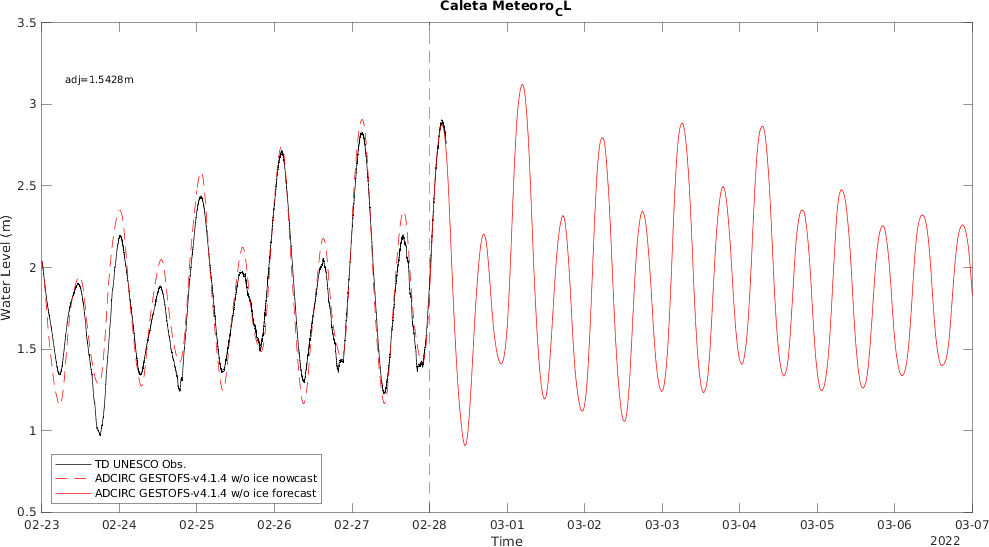 Caleta Meteoro_CL
adj=1.5428m
3.5
3
2.5
2
1.5
1
0.5
Water Level (m)
TD UNESCO Obs.
ADCIRC GESTOFS-v4.1.4 w/o ice nowcast
ADCIRC GESTOFS-v4.1.4 w/o ice forecast
02-23 02-24 02-25 02-26 02-27 02-28 03-01 03-02 03-03 03-04 03-05 03-06 03-07
Time
2022